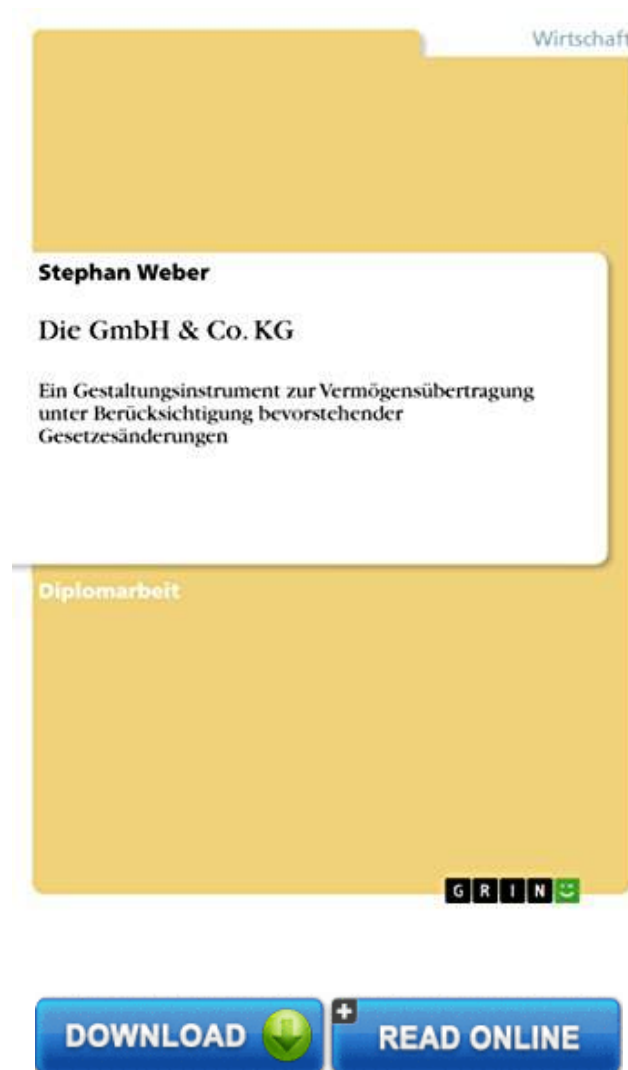 Wirtschaft
Stephan Weber
Die GmbH & Co. KG
Ein Gestaltungsinstrument zur Vermögensübertragung
unter Berücksichtigung bevorstehender
Gesetzesänderungen
Diplomarbeit
GRIN
DOWNLOAD
READ ONLINE